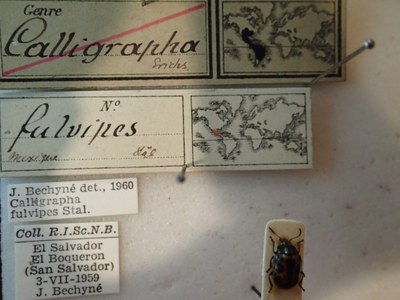 Genre
Calligrapha
Erichs.
Nº
fulvipes
Mexique Stål
J. Bechyné det., 1960
Calligrapha
fulvipes Stal.
Coll. R.I.Sc.N.B.
El Salvador
El Boqueron
(San Salvador)
3-VII-1959
J. Bechyné